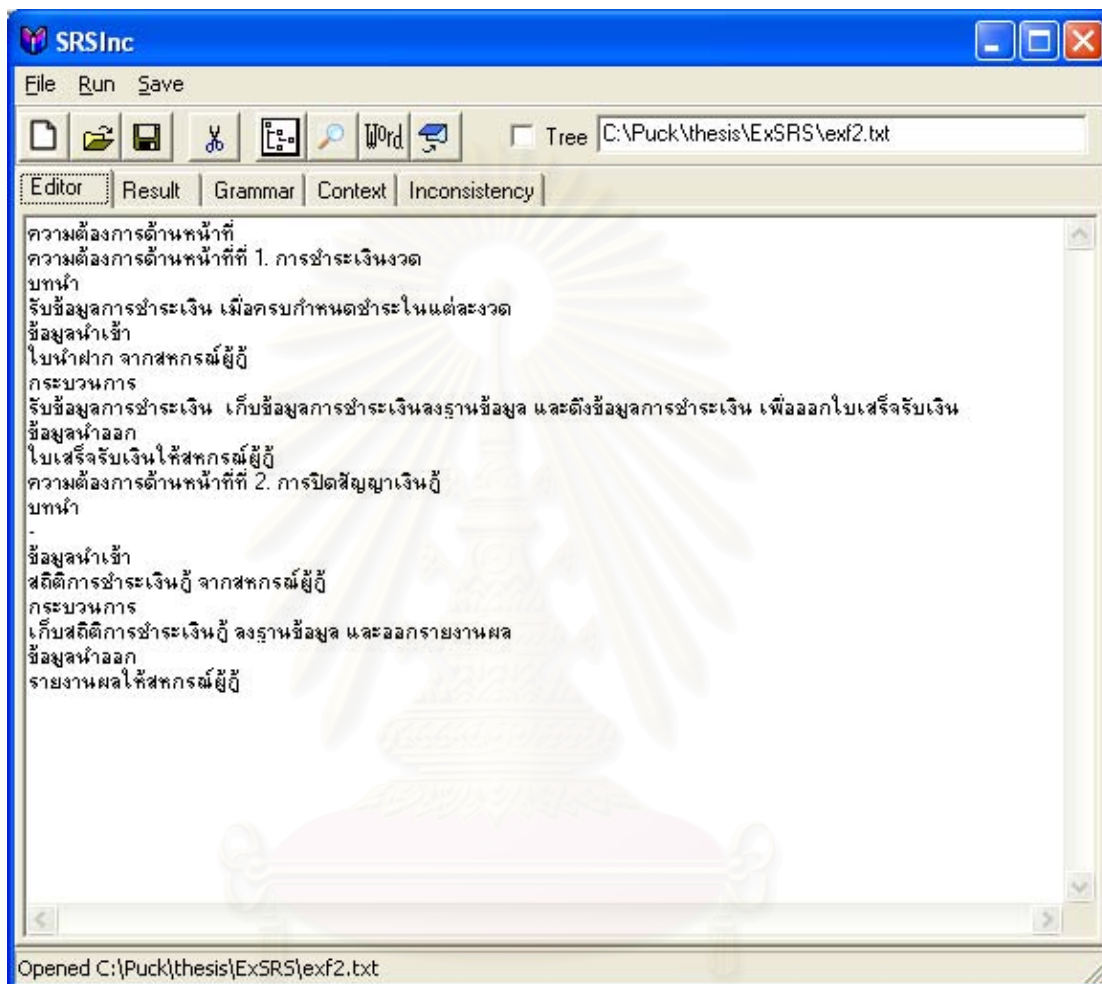 SRSInc
File Run Save
Word Tree C:\Puck\thesis\ExSRS\exf2.txt
Editor Result Grammar Context Inconsistency
ความต้องการด้านหน้าที่
ความต้องการด้านหน้าที่ที่ 1. การชำระเงินงวด
บทนำ
รับข้อมูลการชำระเงิน เมื่อครบกำหนดชำระในแต่ละงวด
ข้อมูลนำเข้า
ใบนำฝาก จากสหกรณ์ผู้กู้
กระบวนการ
รับข้อมูลการชำระเงิน เก็บข้อมูลการชำระเงินลงฐานข้อมูล และดึงข้อมูลการชำระเงิน เพื่อออกใบเสร็จรับเงิน
ข้อมูลนำออก
ใบเสร็จรับเงินให้สหกรณ์ผู้กู้
ความต้องการด้านหน้าที่ที่ 2. การปิดสัญญาเงินกู้
บทนำ
-
ข้อมูลนำเข้า
สถิติการชำระเงินกู้ จากสหกรณ์ผู้กู้
กระบวนการ
เก็บสถิติการชำระเงินกู้ ลงฐานข้อมูล และออกรายงานผล
ข้อมูลนำออก
รายงานผลให้สหกรณ์ผู้กู้
Opened C:\Puck\thesis\ExSRS\exf2.txt